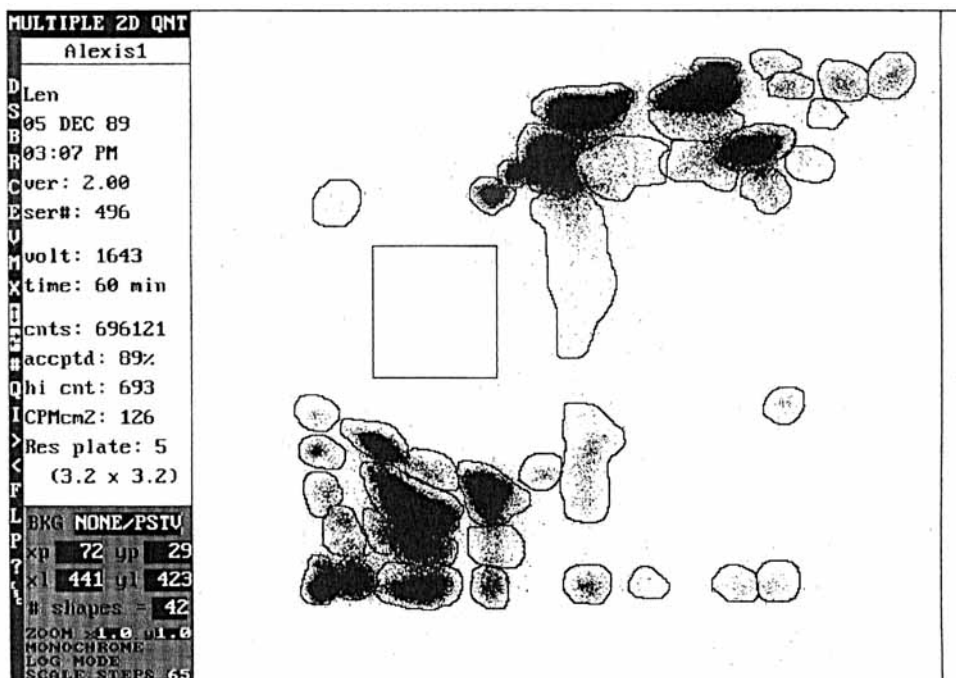 MULTIPLE 2D QNT
Alexis1
Len
05 DEC 89
03:07 PM
ver: 2.00
ser#: 496
volt: 1643
time: 60 min
cnts: 696121
accptd: 89%
hi cnt: 693
CPMcm2: 126
Res plate: 5
(3.2 x 3.2)
D
S
B
R
C
E
V
M
X
#
Q
I
>
<
F
L
P
?
BKG NONE/PSTV
xp 72 yp 29
xl 441 yl 423
# shapes = 42
ZOOM x1.0 y1.0
MONOCHROME
LOG MODE
SCALE STEPS 65